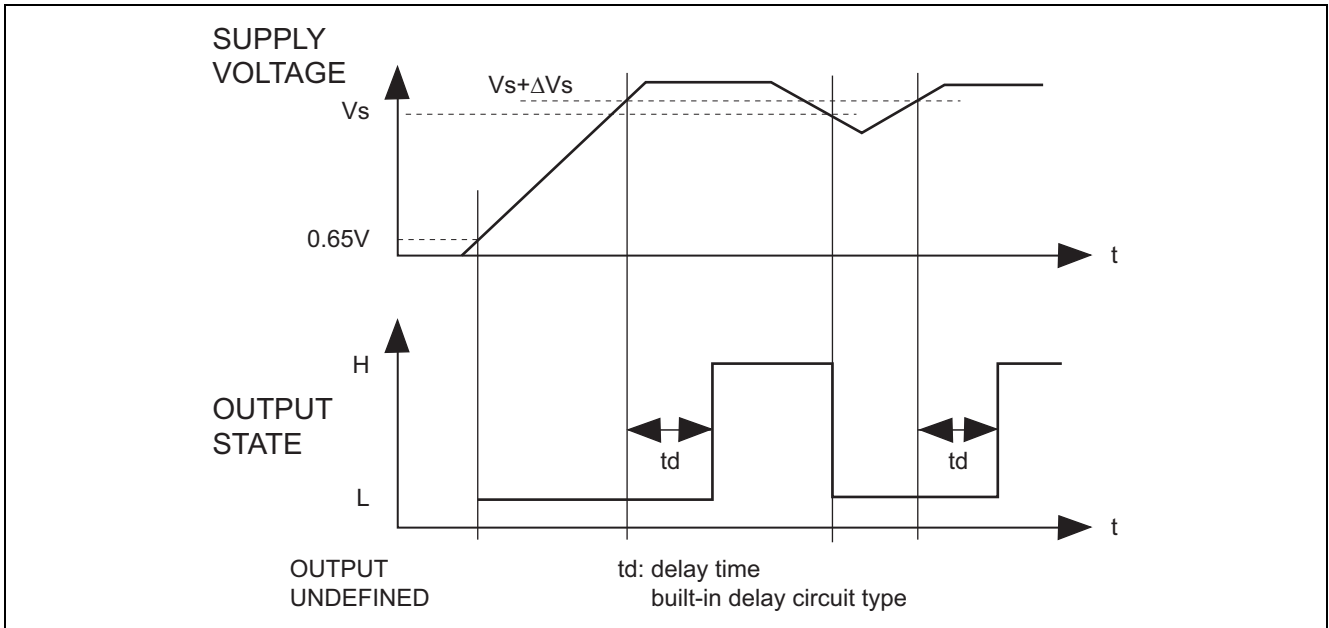 SUPPLY
VOLTAGE
Vs+ΔVs
Vs
0.65V
t
H
OUTPUT
STATE
td
td
L
t
OUTPUT
UNDEFINED
td: delay time
built-in delay circuit type